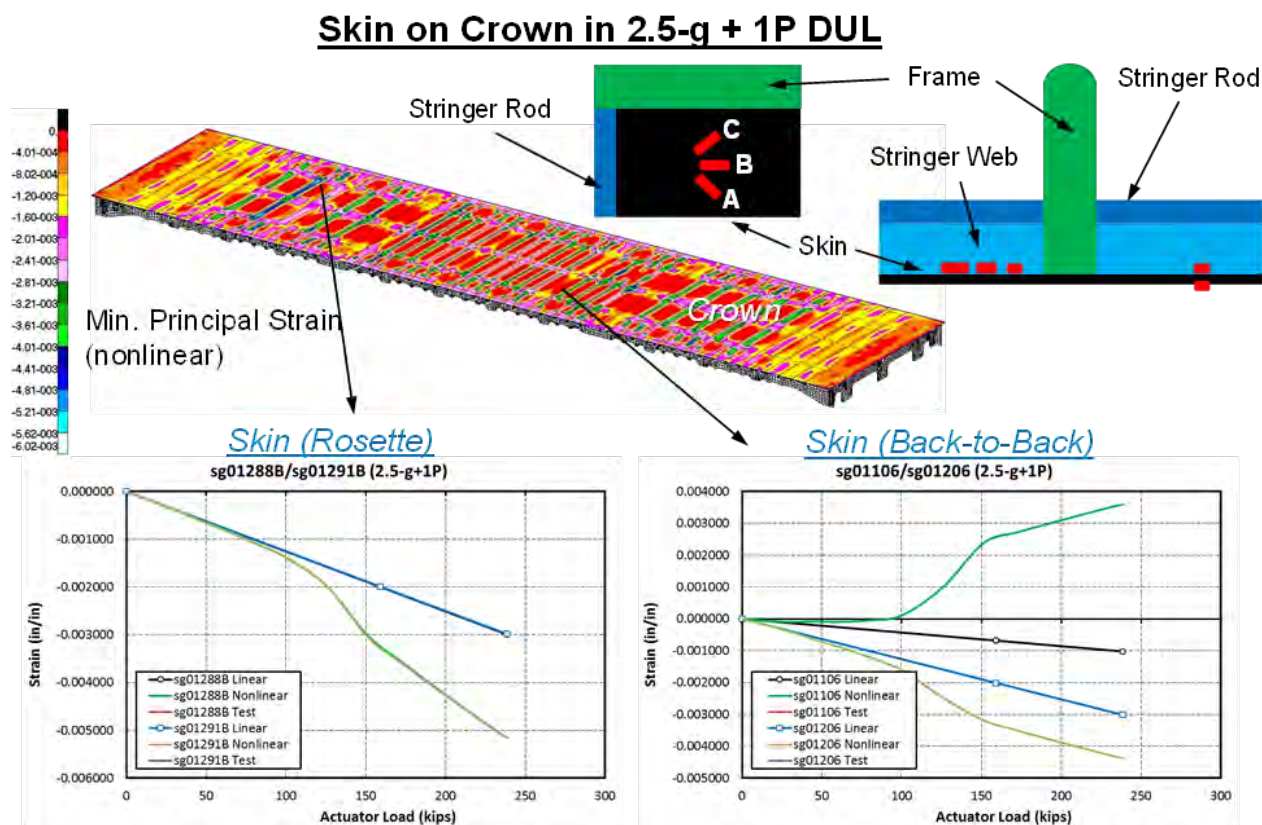 Skin on Crown in 2.5-g + 1P DUL
Frame
Stringer Rod
Stringer Rod
C
B
A
Stringer Web
Skin
0.
-4.01-004
-8.02-004
-1.20-003
-1.60-003
-2.01-003
-2.41-003
-2.81-003
-3.21-003
-3.61-003
-4.01-003
-4.41-003
-4.81-003
-5.21-003
-5.62-003
-6.02-003
Min. Principal Strain
(nonlinear)
Crown
Skin (Rosette)
sg01288B/sg01291B (2.5-g+1P)
0.000000
-0.001000
-0.002000
-0.003000
-0.004000
-0.005000
-0.006000
Strain (in/in)
sg01288B Linear
sg01288B Nonlinear
sg01288B Test
sg01291B Linear
sg01291B Nonlinear
sg01291B Test
0 50 100 150 200 250 300
Actuator Load (kips)
Skin (Back-to-Back)
sg01106/sg01206 (2.5-g+1P)
0.004000
0.003000
0.002000
0.001000
0.000000
-0.001000
-0.002000
-0.003000
-0.004000
-0.005000
Strain (in/in)
sg01106 Linear
sg01106 Nonlinear
sg01106 Test
sg01206 Linear
sg01206 Nonlinear
sg01206 Test
0 50 100 150 200 250 300
Actuator Load (kips)